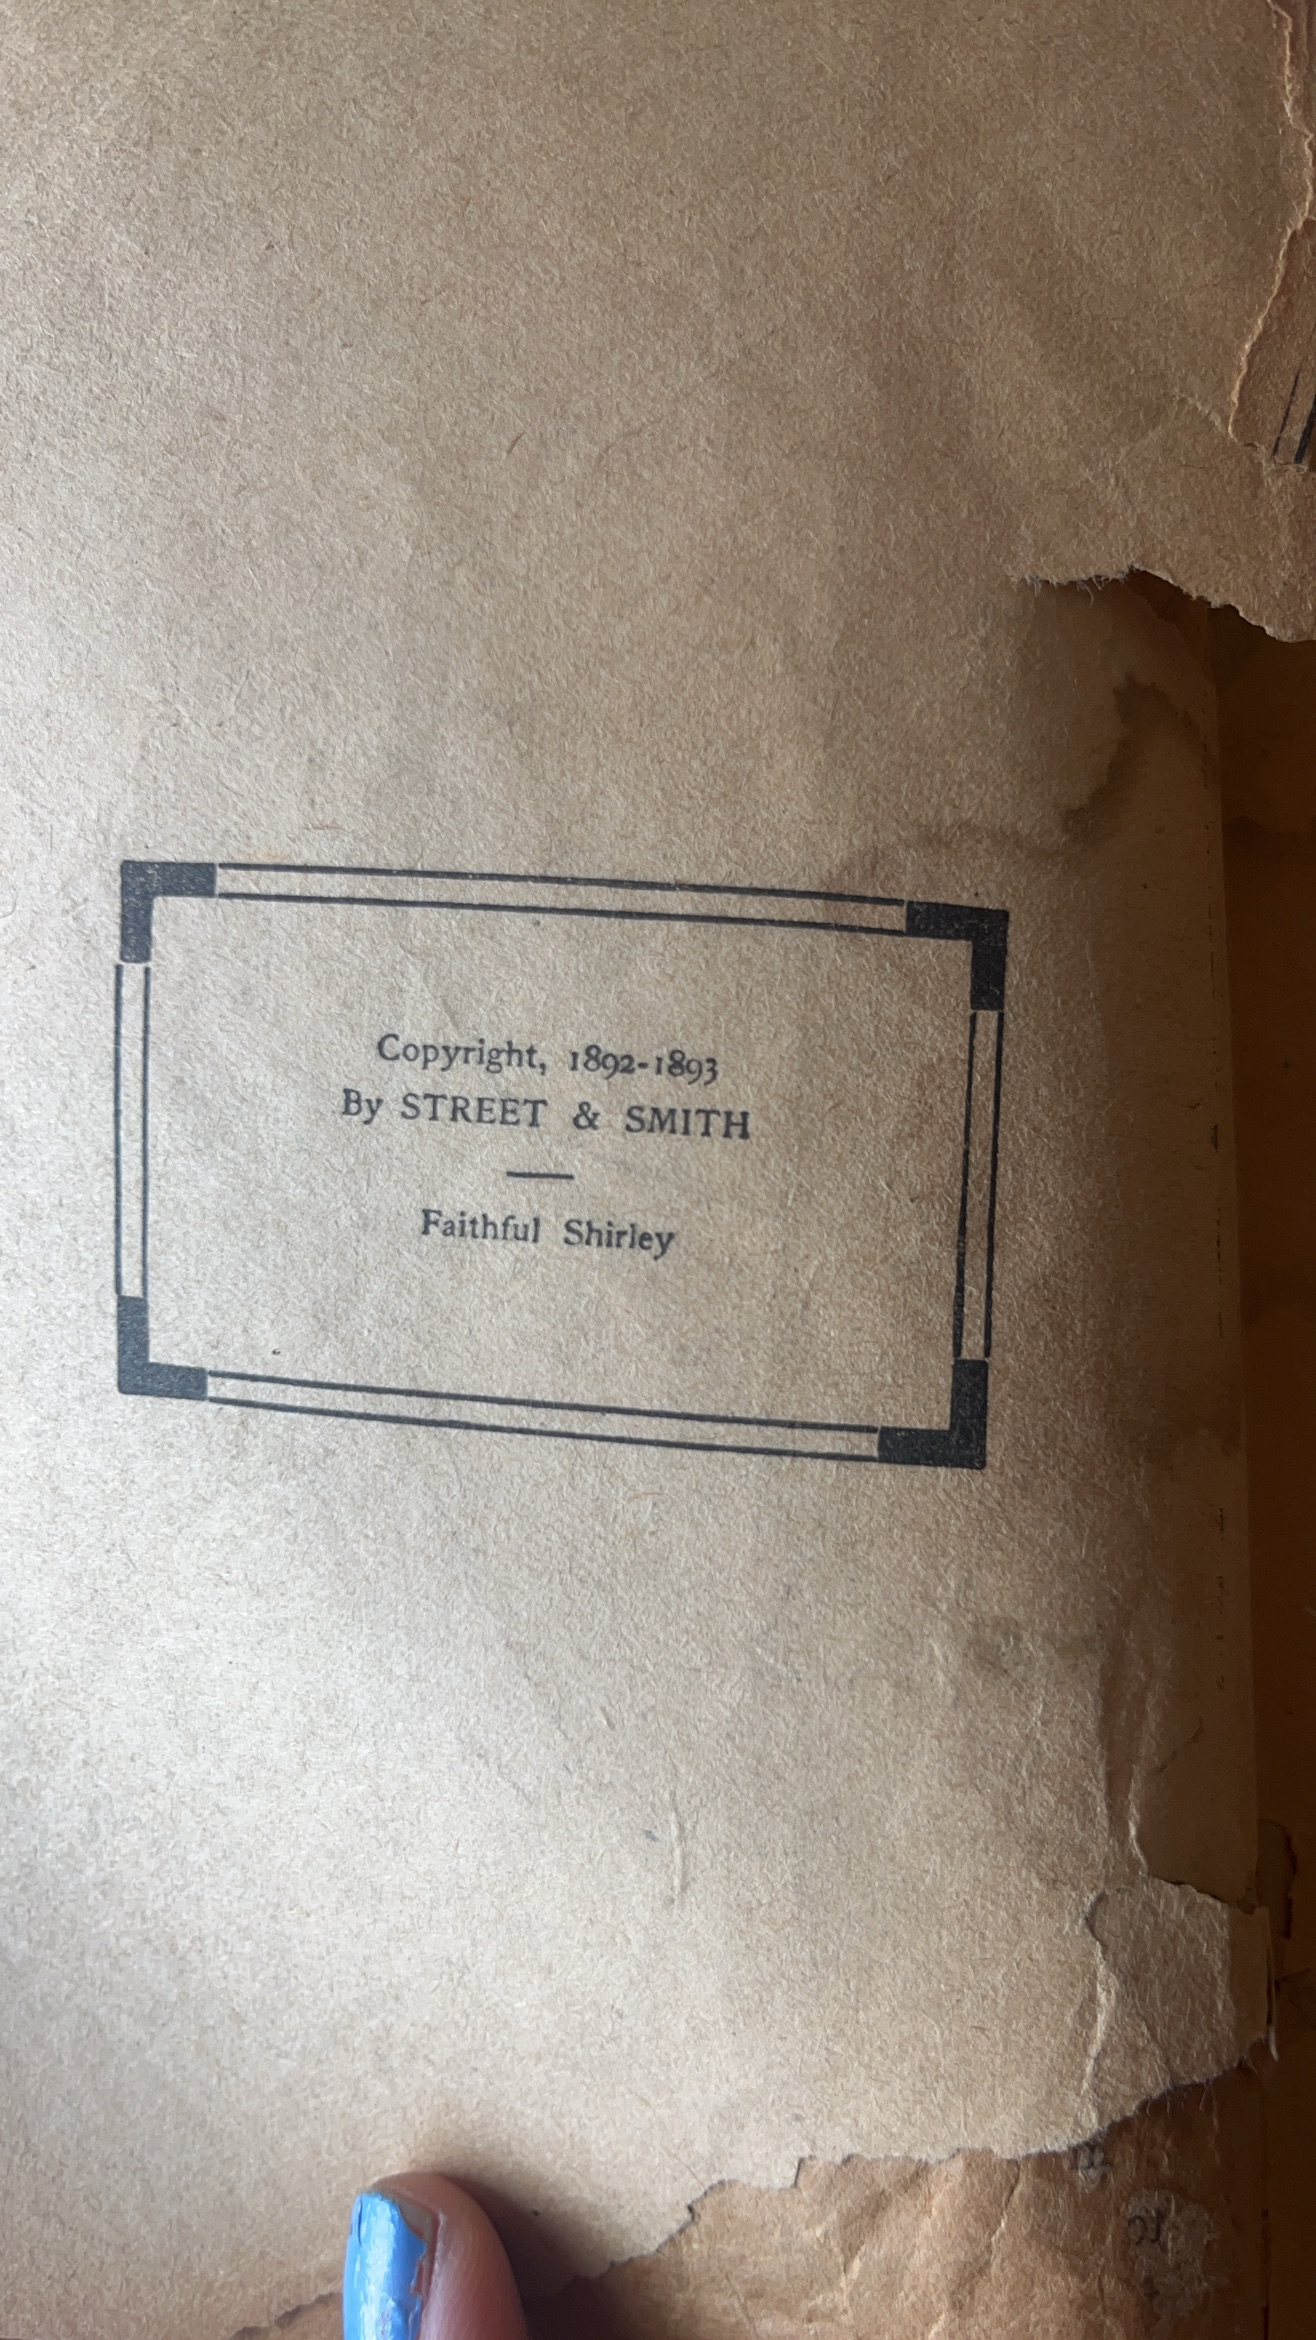 Copyright, 1892-1893
By STREET & SMITH
Faithful Shirley